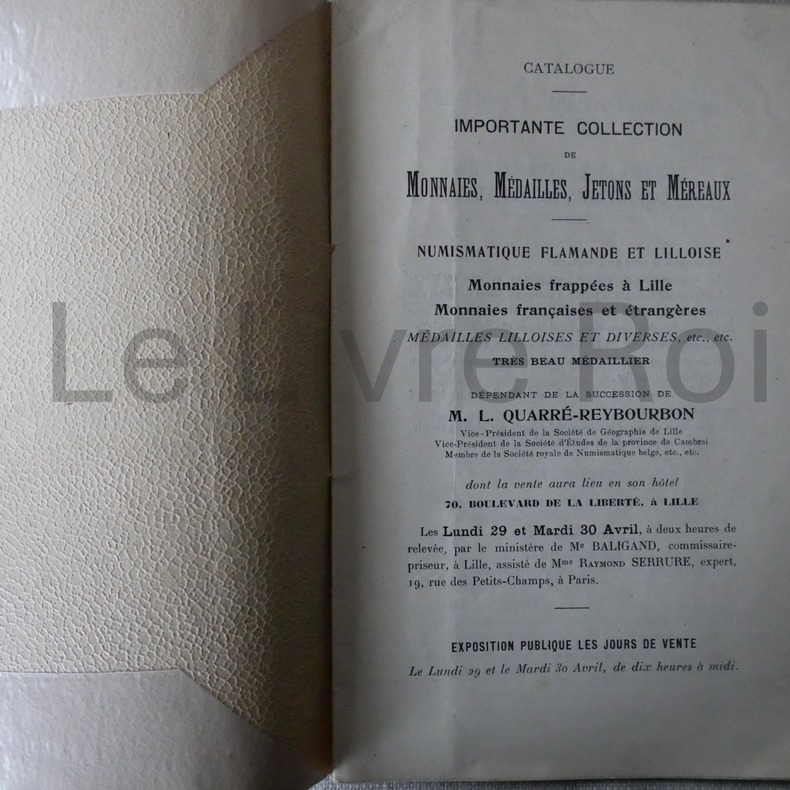 CATALOGUE
IMPORTANTE COLLECTION
DE
MONNAIES, MÉDAILLES, JETONS ET MÉREAUX
NUMISMATIQUE FLAMANDE ET LILLOISE
Monnaies frappées à Lille
Monnaies françaises et étrangères
MÉDAILLES LILLOISES ET DIVERSES, etc., etc.
TRÈS BEAU MÉDAILLIER
DÉPENDANT DE LA SUCCESSION DE
M. L. QUARRÉ-REYBOURBON
Vice-Président de la Société de Géographie de Lille
Vice-Président de la Société d'Études de la province de Cambrai
Membre de la Société royale de Numismatique belge, etc., etc.
dont la vente aura lieu en son hôtel
70, BOULEVARD DE LA LIBERTÉ, à LILLE
Les Lundi 29 et Mardi 30 Avril, à deux heures de
relevée, par le ministère de Me BALIGAND, commissaire-
priseur, à Lille, assisté de Mme RAYMOND SERRURE, expert,
19, rue des Petits-Champs, à Paris.
EXPOSITION PUBLIQUE LES JOURS DE VENTE
Le Lundi 29 et le Mardi 30 Avril, de dix heures à midi.
Le Livre Roi